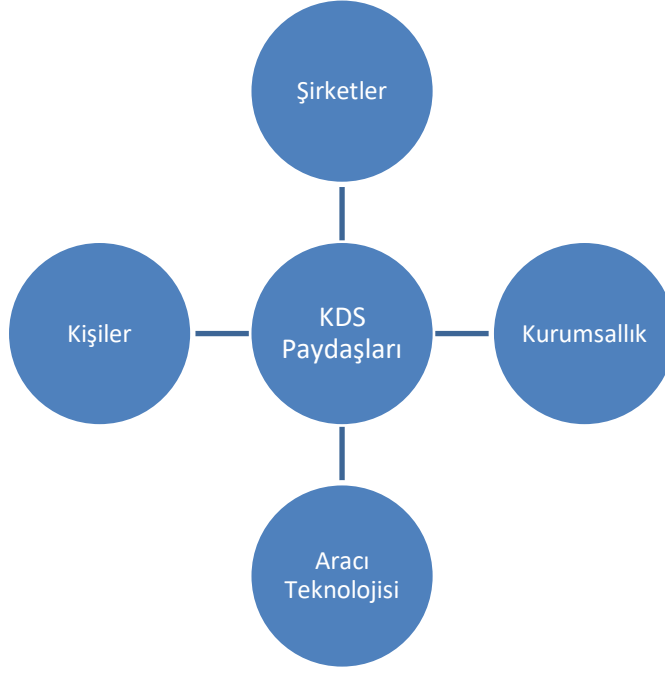 Şirketler
Kişiler
KDS
Paydaşları
Kurumsallık
Aracı
Teknolojisi